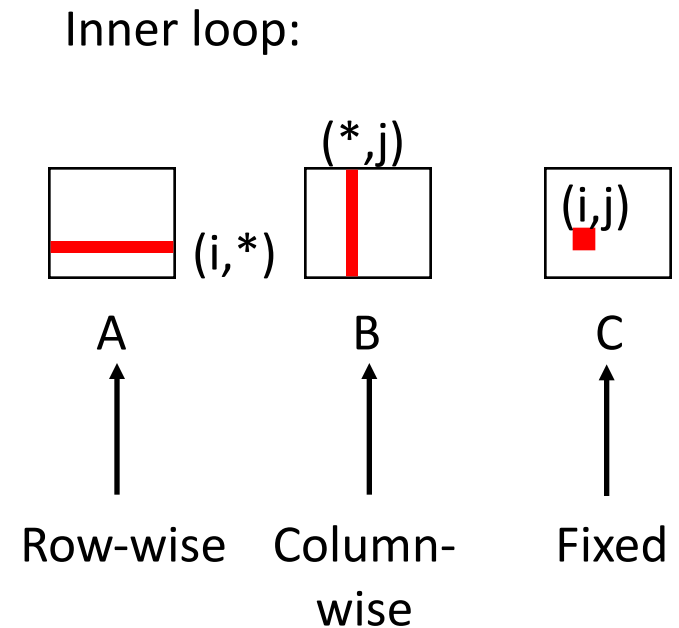 Inner loop:
(*,j)
(i,j)
(i,*)
A
B
C
Row-wise
Column-
wise
Fixed